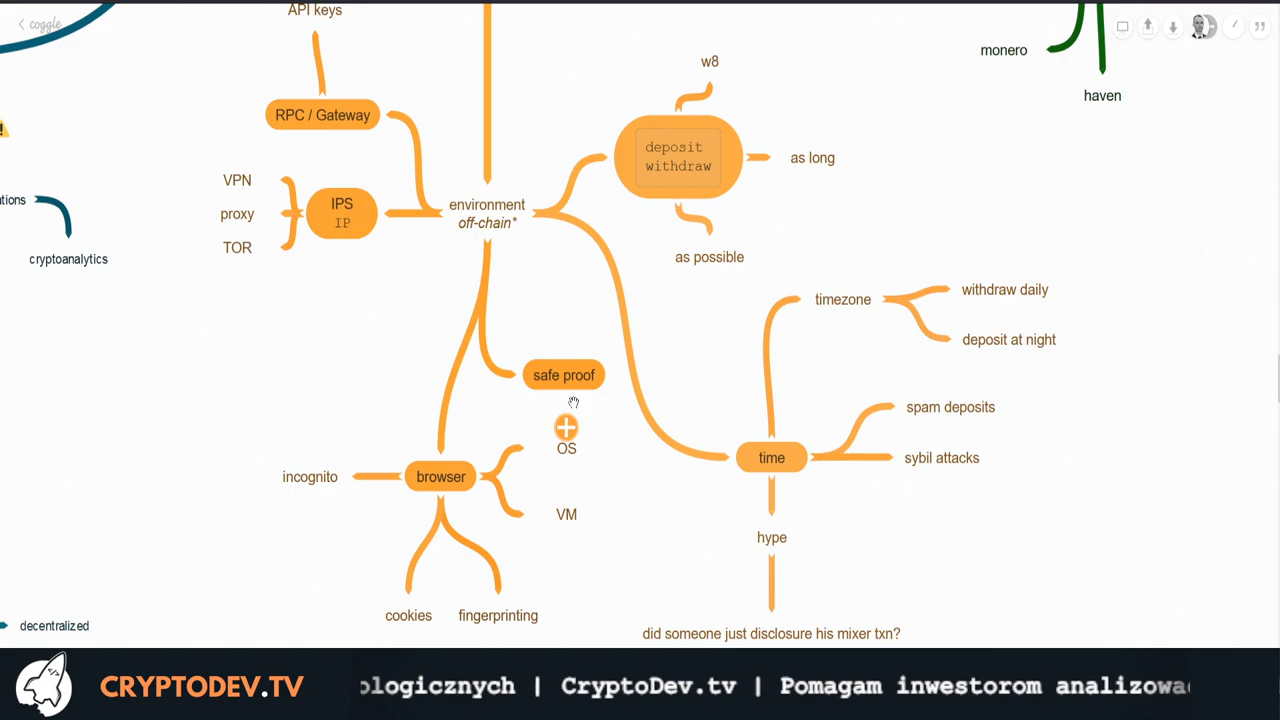 coggle
API keys
monero
w8
haven
RPC / Gateway
deposit
withdraw
as long
VPN
proxy
TOR
IPS
IP
environment
off-chain*
cryptoanalytics
as possible
timezone
withdraw daily
deposit at night
safe proof
spam deposits
sybil attacks
time
OS
incognito
browser
VM
hype
cookies
fingerprinting
decentralized
did someone just disclosure his mixer txn?
CRYPTODEV.TV
ologicznych | CryptoDev.tv | Pomagam inwestorom analizowa